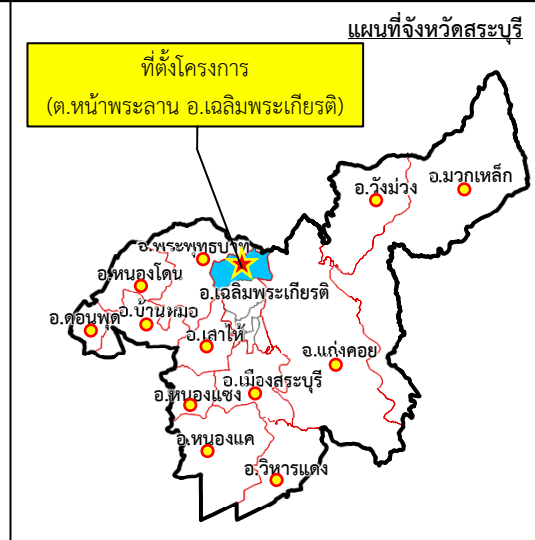 แผนที่จังหวัดสระบุรี
ที่ตั้งโครงการ
(ต.หน้าพระลาน อ.เฉลิมพระเกียรติ)
อ.วังม่วง
อ.มวกเหล็ก
อ.พระพุทธบาท
อ.หนองโดน
อ.เฉลิมพระเกียรติ
อ.ดอนพุด
อ.บ้านหมอ
อ.เสาไห้
อ.แก่งคอย
อ.หนองแซง
อ.เมืองสระบุรี
อ.หนองแค
อ.วิหารแดง